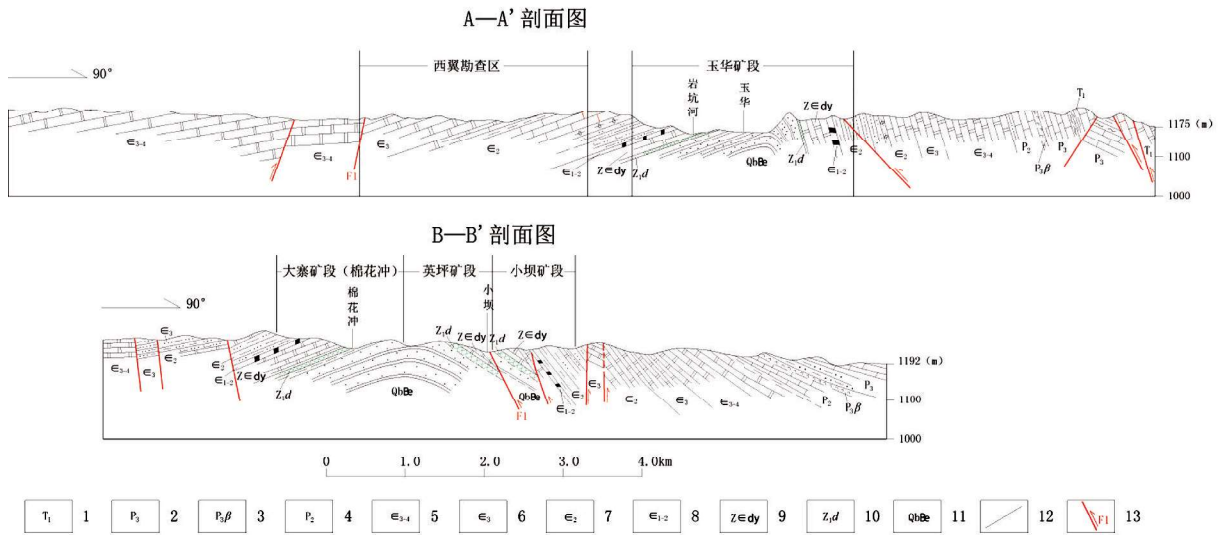 A—A' 剖面图
西翼勘查区
玉华矿段
90°
岩坑河
玉华
Z∈dy
T₁
1175 (m)
∈₃₋₄
∈₃₋₄
F1
∈₃
∈₂
∈₁₋₂
Z∈dy
Z₁d
Z₁d
∈₁₋₂
∈₂
∈₂
∈₃
∈₃₋₄
P₂
P₃β
P₃
P₃
T₁
1100
1000
B—B' 剖面图
大寨矿段（棉花冲）
英坪矿段
小坝矿段
90°
棉花冲
小坝
∈₃
Z₁d
Z∈dy
Z₁d
Z∈dy
1192 (m)
∈₃₋₄
∈₃
∈₂
∈₂
∈₁₋₂
Z∈dy
Z₁d
F1
∈₁₋₂
∈₂
∈₃
∈₂
∈₃
∈₃₋₄
P₂
P₃β
P₃
1100
1000
0 1.0 2.0 3.0 4.0km
T₁ 1 P₃ 2 P₃β 3 P₂ 4 ∈₃₋₄ 5 ∈₃ 6 ∈₂ 7 ∈₁₋₂ 8 Z∈dy 9 Z₁d 10 11 12 F1 13